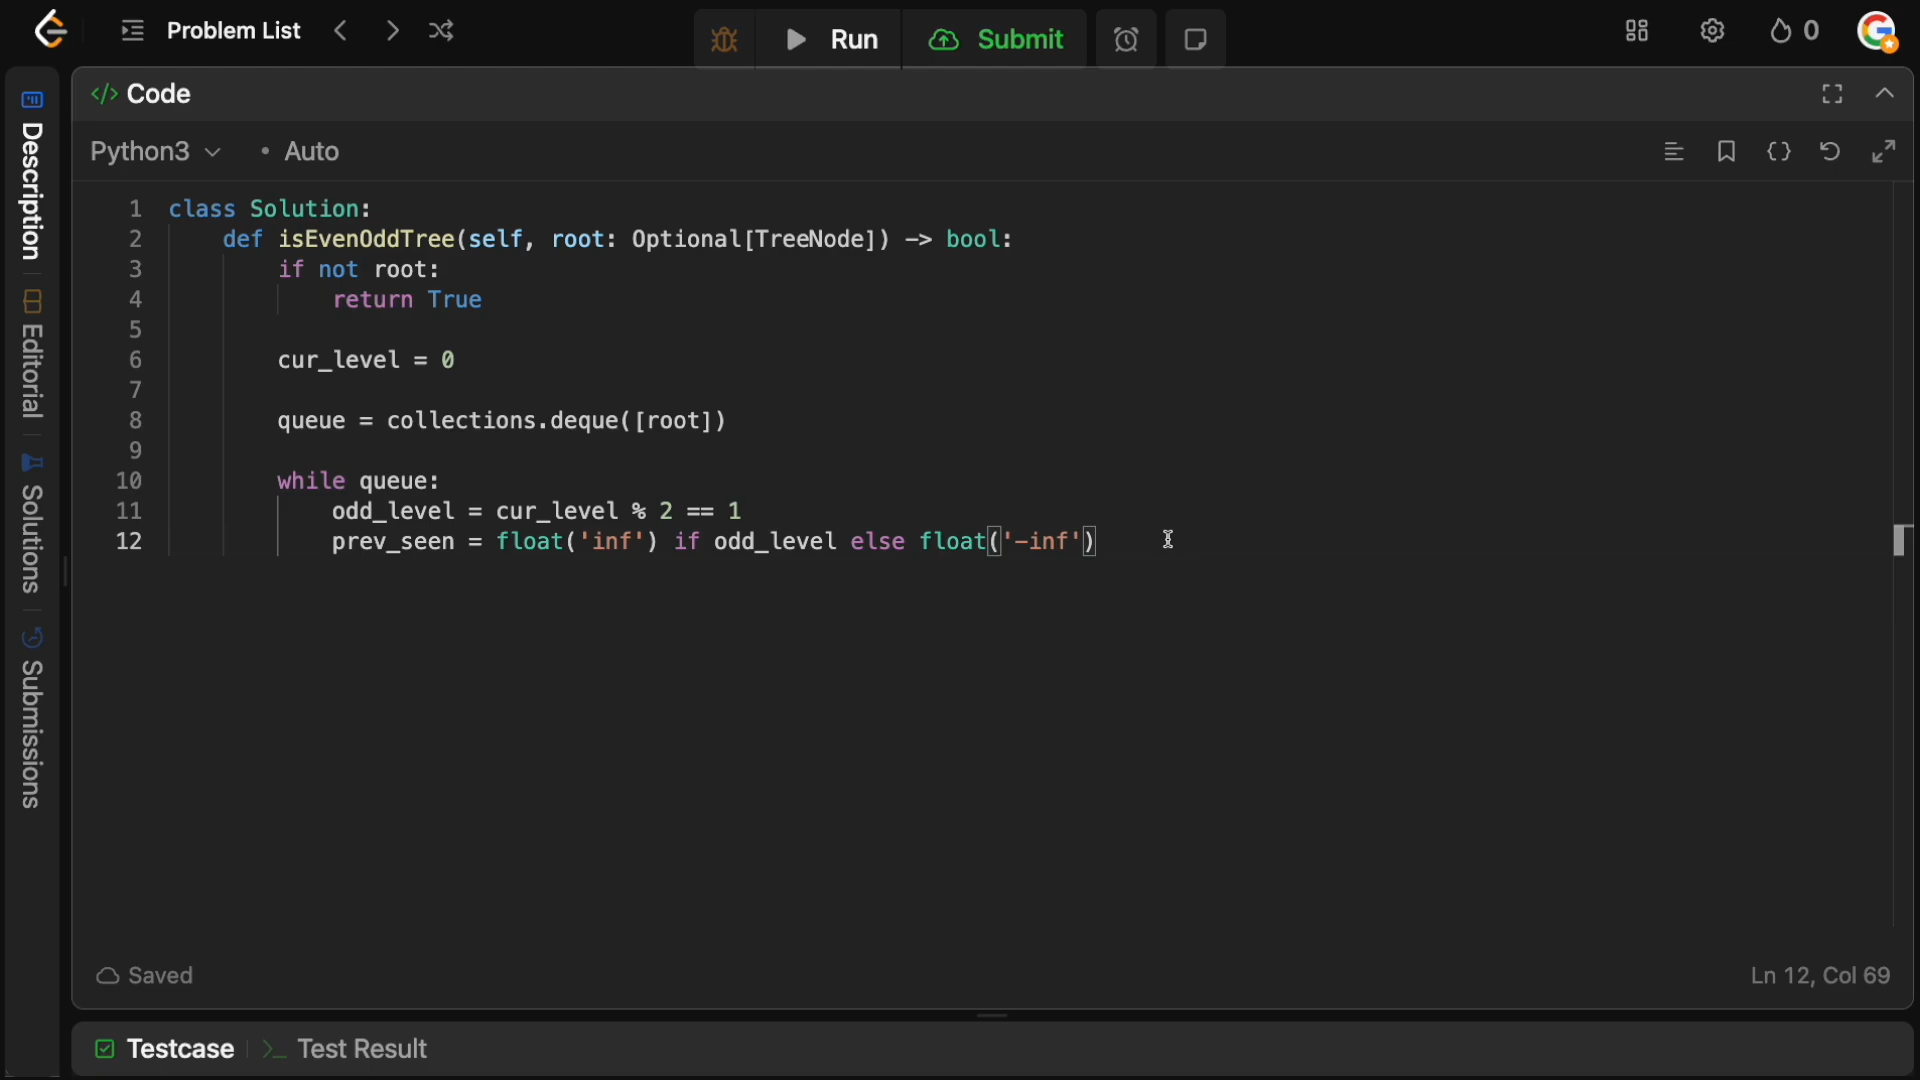 Problem List
Run
Submit
0
Description
Editorial
Solutions
Submissions
</> Code
Python3 • Auto
1 class Solution:
2     def isEvenOddTree(self, root: Optional[TreeNode]) -> bool:
3         if not root:
4             return True
5
6         cur_level = 0
7
8         queue = collections.deque([root])
9
10         while queue:
11             odd_level = cur_level % 2 == 1
12             prev_seen = float('inf') if odd_level else float('-inf')
Saved
Ln 12, Col 69
Testcase
Test Result